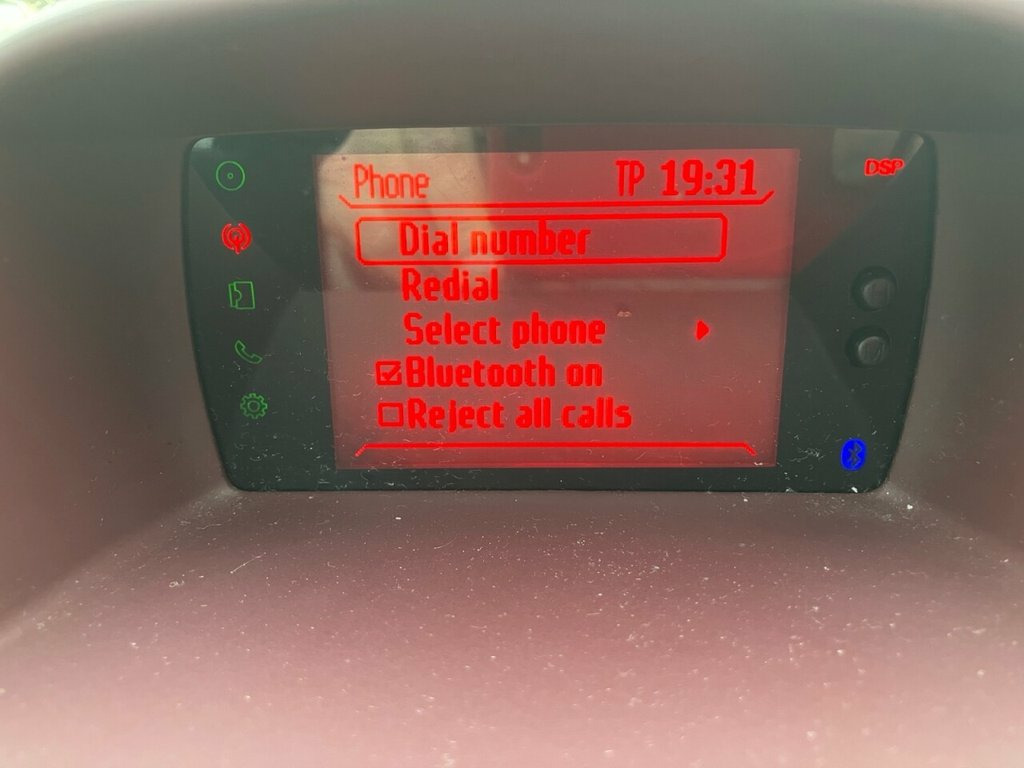 Phone TP 19:31 DSP
Dial number
Redial
Select phone
Bluetooth on
Reject all calls